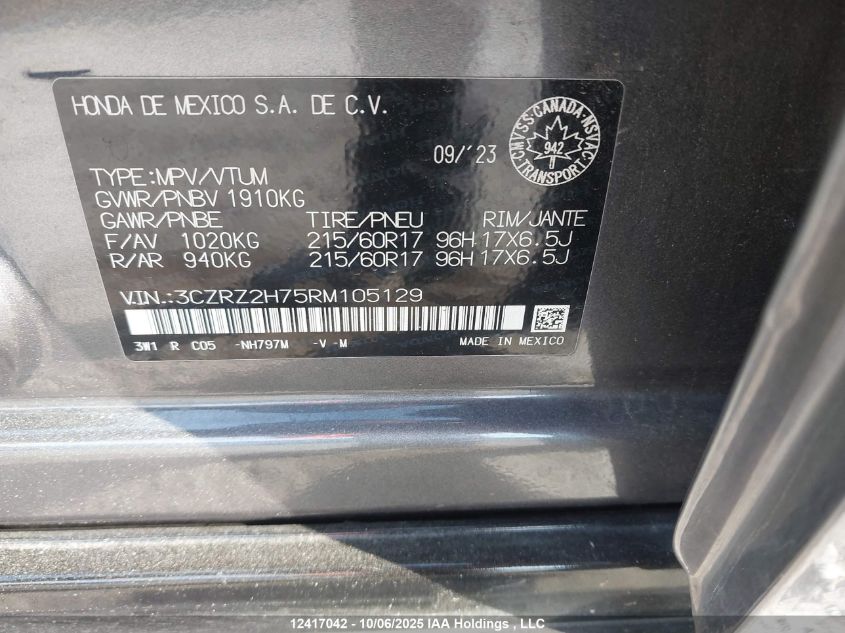 HONDA DE MEXICO S.A. DE C.V.
09/'23
CMVSS · CANADA · NSVAC
942
TRANSPORT
TYPE:MPV/VTUM
GVWR/PNBV 1910KG
GAWR/PNBE TIRE/PNEU RIM/JANTE
F/AV 1020KG 215/60R17 96H 17X6.5J
R/AR 940KG 215/60R17 96H 17X6.5J
VIN.:3CZRZ2H75RM105129
3W1 R C05 -NH797M -V -M MADE IN MEXICO
12417042 - 10/06/2025 IAA Holdings , LLC